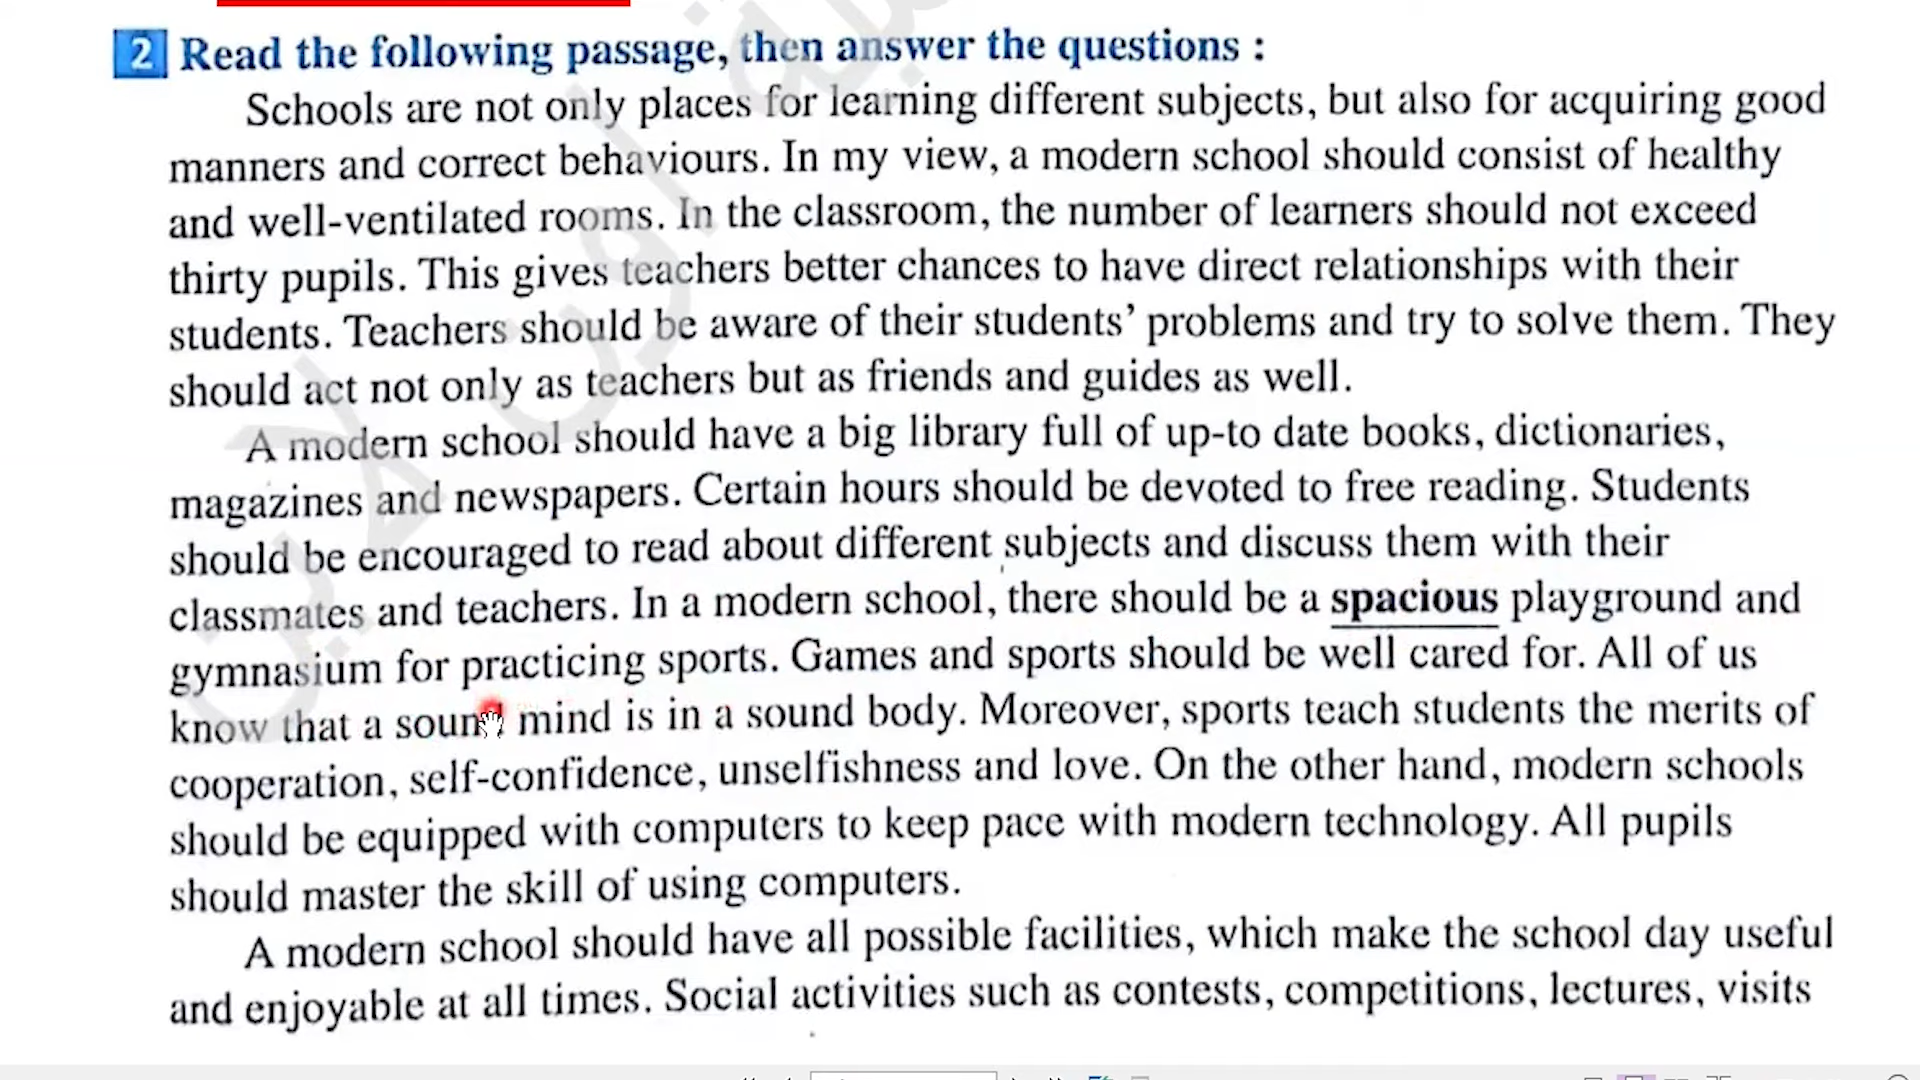 2 Read the following passage, then answer the questions :
Schools are not only places for learning different subjects, but also for acquiring good
manners and correct behaviours. In my view, a modern school should consist of healthy
and well-ventilated rooms. In the classroom, the number of learners should not exceed
thirty pupils. This gives teachers better chances to have direct relationships with their
students. Teachers should be aware of their students’ problems and try to solve them. They
should act not only as teachers but as friends and guides as well.
A modern school should have a big library full of up-to date books, dictionaries,
magazines and newspapers. Certain hours should be devoted to free reading. Students
should be encouraged to read about different subjects and discuss them with their
classmates and teachers. In a modern school, there should be a spacious playground and
gymnasium for practicing sports. Games and sports should be well cared for. All of us
know that a sound mind is in a sound body. Moreover, sports teach students the merits of
cooperation, self-confidence, unselfishness and love. On the other hand, modern schools
should be equipped with computers to keep pace with modern technology. All pupils
should master the skill of using computers.
A modern school should have all possible facilities, which make the school day useful
and enjoyable at all times. Social activities such as contests, competitions, lectures, visits